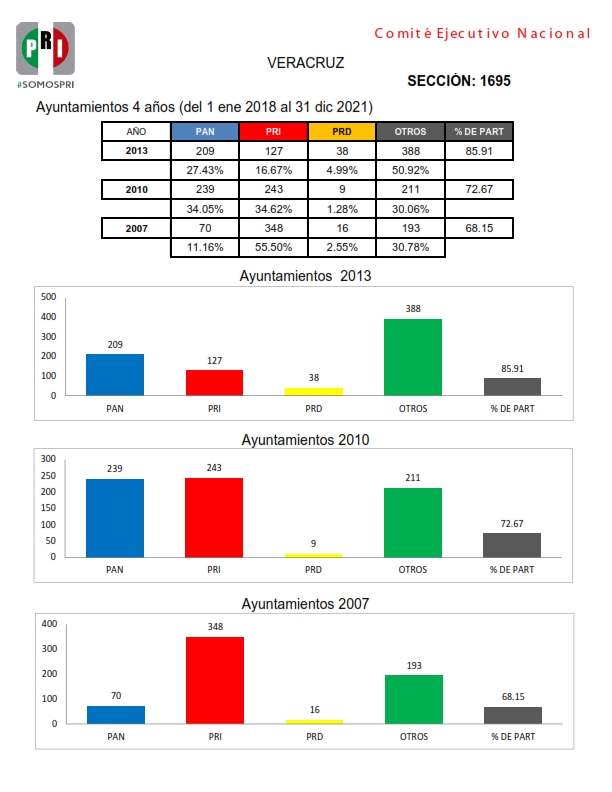 PRI
#SOMOSPRI
Comité Ejecutivo Nacional
VERACRUZ
SECCIÓN: 1695
Ayuntamientos 4 años (del 1 ene 2018 al 31 dic 2021)
AÑO PAN PRI PRD OTROS % DE PART
2013 209 127 38 388 85.91
27.43% 16.67% 4.99% 50.92%
2010 239 243 9 211 72.67
34.05% 34.62% 1.28% 30.06%
2007 70 348 16 193 68.15
11.16% 55.50% 2.55% 30.78%
Ayuntamientos 2013
500
400
300
200
100
0
209
127
38
388
85.91
PAN PRI PRD OTROS % DE PART
Ayuntamientos 2010
300
250
200
150
100
50
0
239
243
9
211
72.67
PAN PRI PRD OTROS % DE PART
Ayuntamientos 2007
400
300
200
100
0
70
348
16
193
68.15
PAN PRI PRD OTROS % DE PART